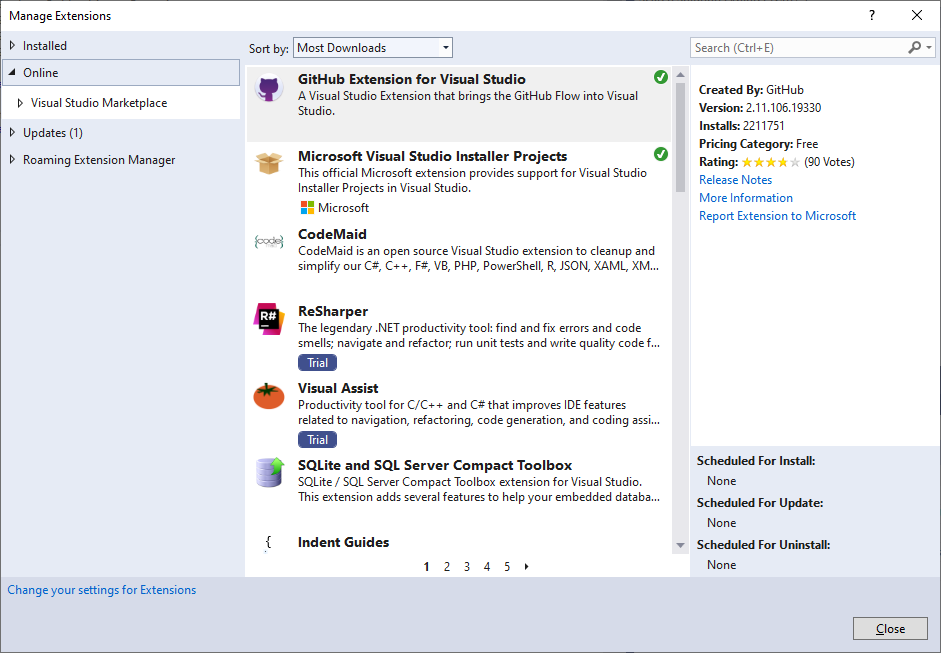 Manage Extensions
?
Installed
Online
Visual Studio Marketplace
Updates (1)
Roaming Extension Manager
Sort by: Most Downloads
GitHub Extension for Visual Studio
A Visual Studio Extension that brings the GitHub Flow into Visual
Studio.
Microsoft Visual Studio Installer Projects
This official Microsoft extension provides support for Visual Studio
Installer Projects in Visual Studio.
Microsoft
{code}
CodeMaid
CodeMaid is an open source Visual Studio extension to cleanup and
simplify our C#, C++, F#, VB, PHP, PowerShell, R, JSON, XAML, XM...
R#
ReSharper
The legendary .NET productivity tool: find and fix errors and code
smells; navigate and refactor; run unit tests and write quality code f...
Trial
Visual Assist
Productivity tool for C/C++ and C# that improves IDE features
related to navigation, refactoring, code generation, and coding assi...
Trial
SQLite and SQL Server Compact Toolbox
SQLite / SQL Server Compact Toolbox extension for Visual Studio.
This extension adds several features to help your embedded databa...
{
Indent Guides
1 2 3 4 5
Search (Ctrl+E)
Created By: GitHub
Version: 2.11.106.19330
Installs: 2211751
Pricing Category: Free
Rating: (90 Votes)
Release Notes
More Information
Report Extension to Microsoft
Scheduled For Install:
None
Scheduled For Update:
None
Scheduled For Uninstall:
None
Change your settings for Extensions
Close